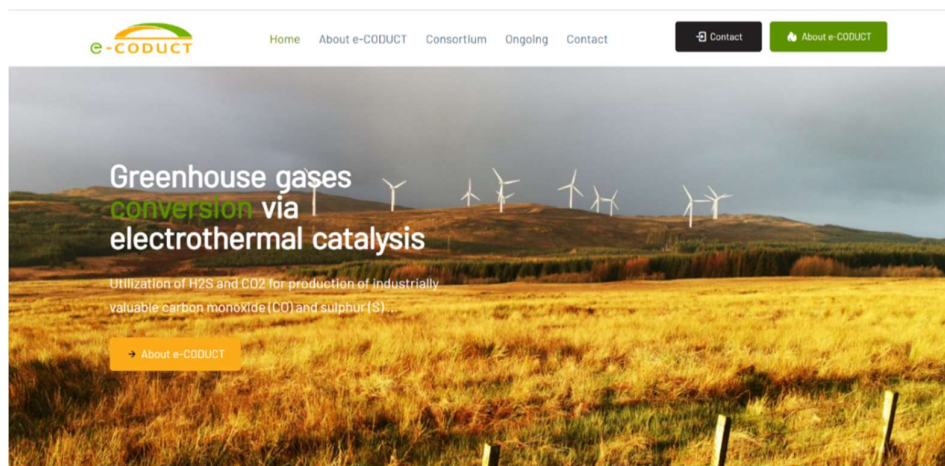 e-CODUCT
Home
About e-CODUCT
Consortium
Ongoing
Contact
Contact
About e-CODUCT
Greenhouse gases
conversion via
electrothermal catalysis
Utilization of H2S and CO2 for production of industrially
valuable carbon monoxide (CO) and sulphur (S) ...
About e-CODUCT